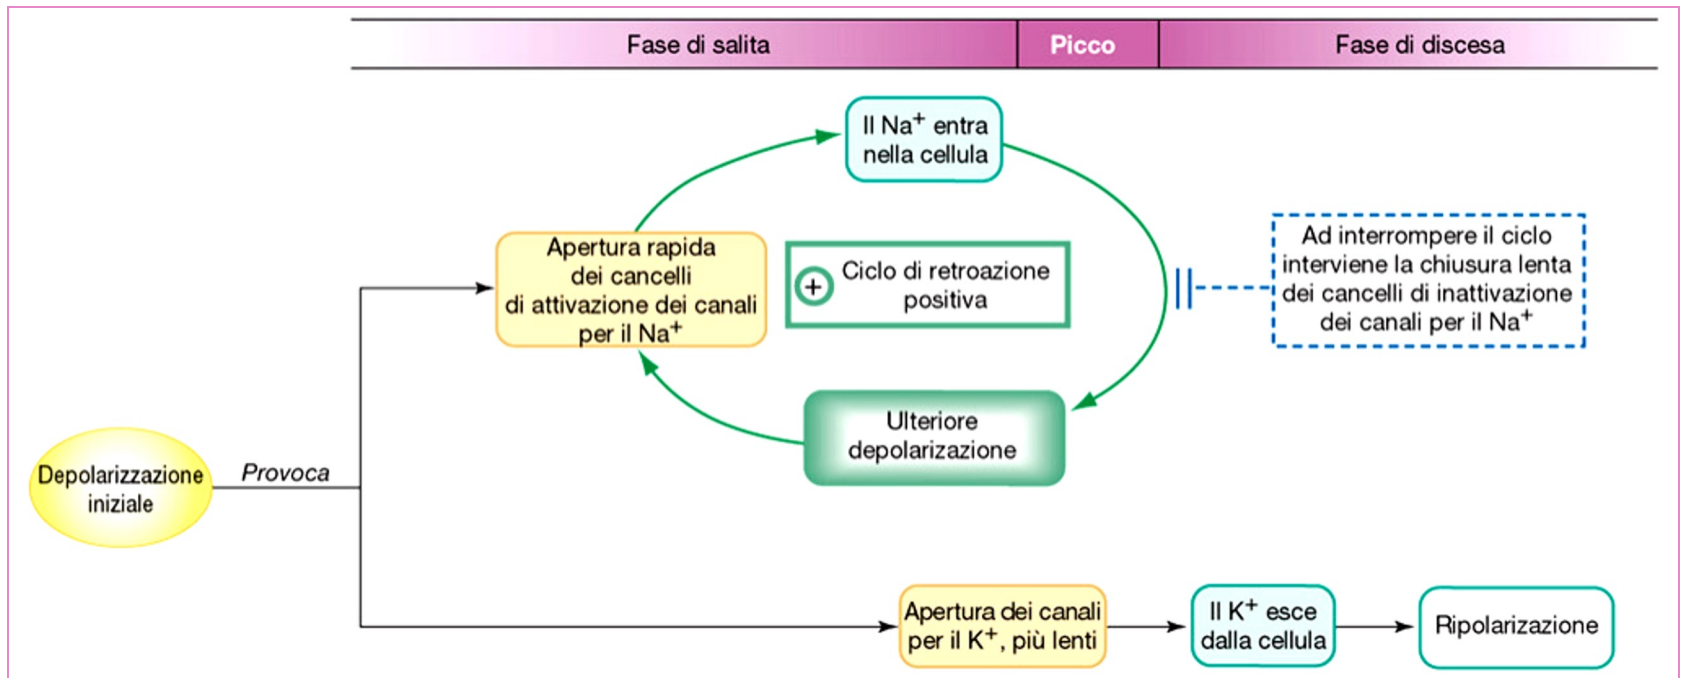 Fase di salita
Picco
Fase di discesa
Il Na+ entra
nella cellula
Apertura rapida
dei cancelli
di attivazione dei canali
per il Na+
+
Ciclo di retroazione
positiva
Ad interrompere il ciclo
interviene la chiusura lenta
dei cancelli di inattivazione
dei canali per il Na+
Ulteriore
depolarizazione
Depolarizzazione
iniziale
Provoca
Apertura dei canali
per il K+, più lenti
Il K+ esce
dalla cellula
Ripolarizazione